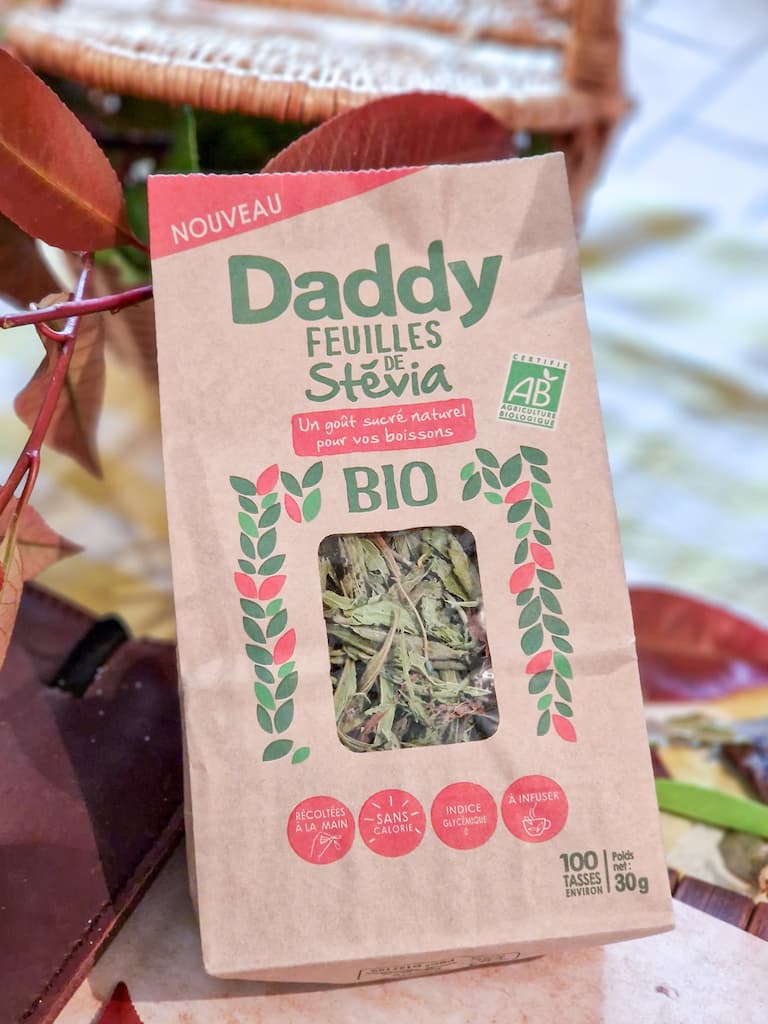 NOUVEAU
Daddy
FEUILLES
DE
Stévia
Un goût sucré naturel
pour vos boissons
CERTIFIÉ
AB
AGRICULTURE
BIOLOGIQUE
BIO
RÉCOLTÉES
À LA MAIN
SANS
CALORIE
INDICE
GLYCÉMIQUE
0
À INFUSER
100
TASSES
ENVIRON
Poids
net :
30g